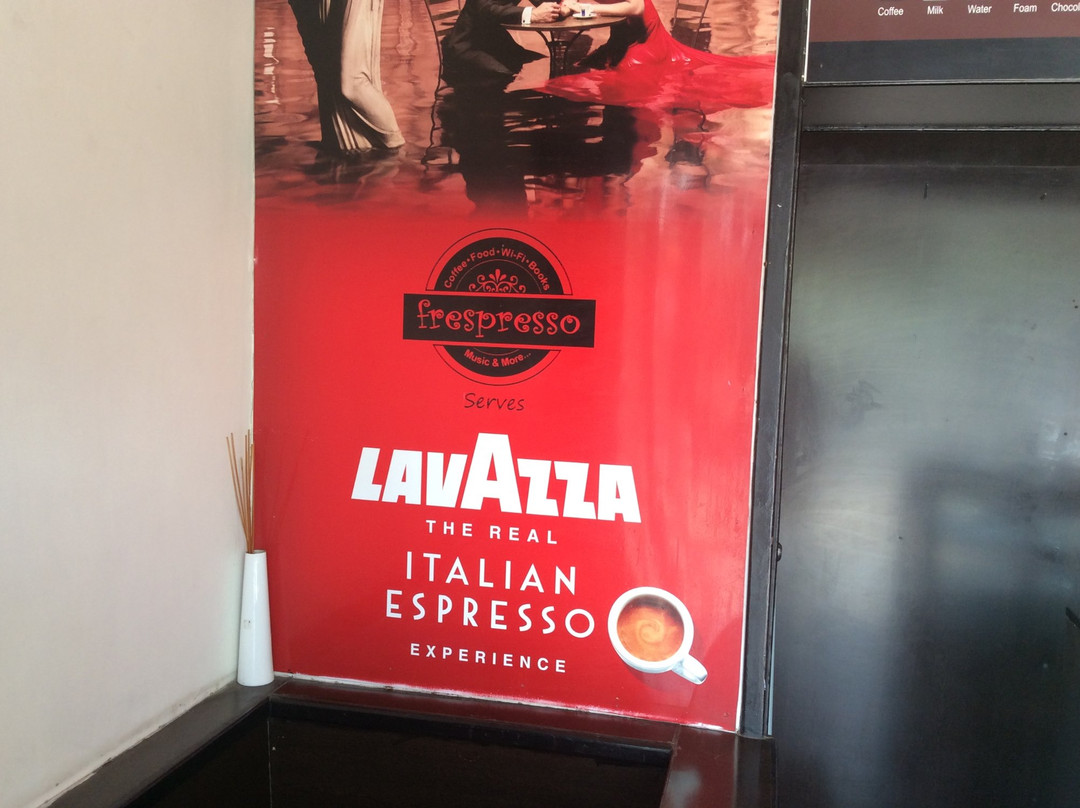 Coffee Milk Water Foam
Coffee • Food • Wi-Fi • Books
frespresso
Music & More...
Serves
LAVAZZA
THE REAL
ITALIAN
ESPRESSO
EXPERIENCE